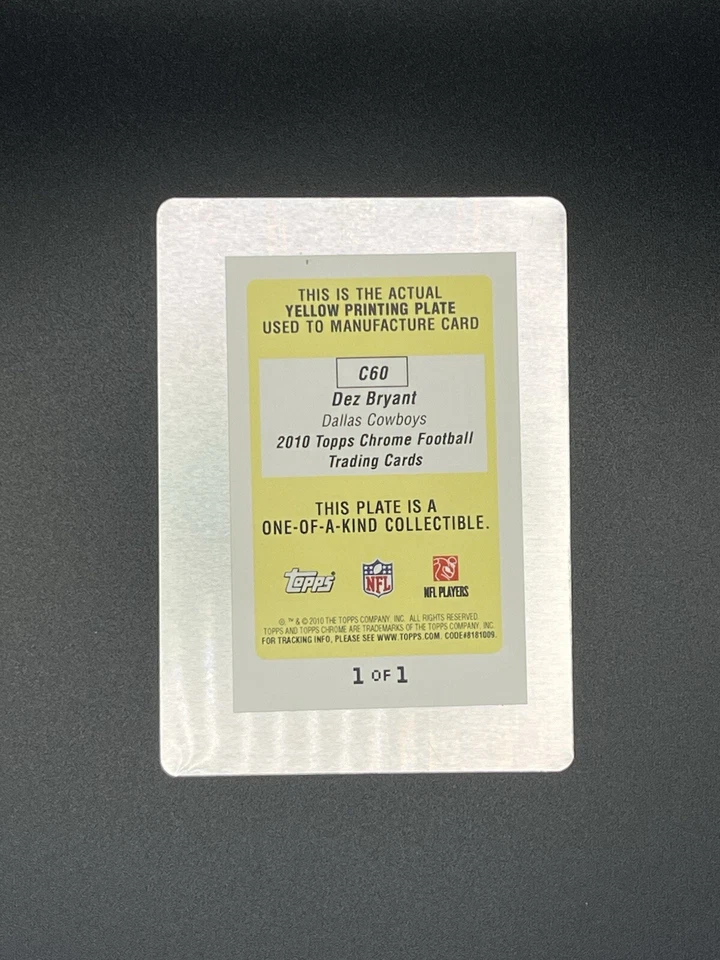 THIS IS THE ACTUAL
YELLOW PRINTING PLATE
USED TO MANUFACTURE CARD
C60
Dez Bryant
Dallas Cowboys
2010 Topps Chrome Football
Trading Cards
THIS PLATE IS A
ONE-OF-A-KIND COLLECTIBLE.
topps NFL NFL PLAYERS
®, ™ & © 2010 THE TOPPS COMPANY, INC. ALL RIGHTS RESERVED.
TOPPS AND TOPPS CHROME ARE TRADEMARKS OF THE TOPPS COMPANY, INC.
FOR TRACKING INFO, PLEASE SEE WWW.TOPPS.COM. CODE#8181009.
1 OF 1